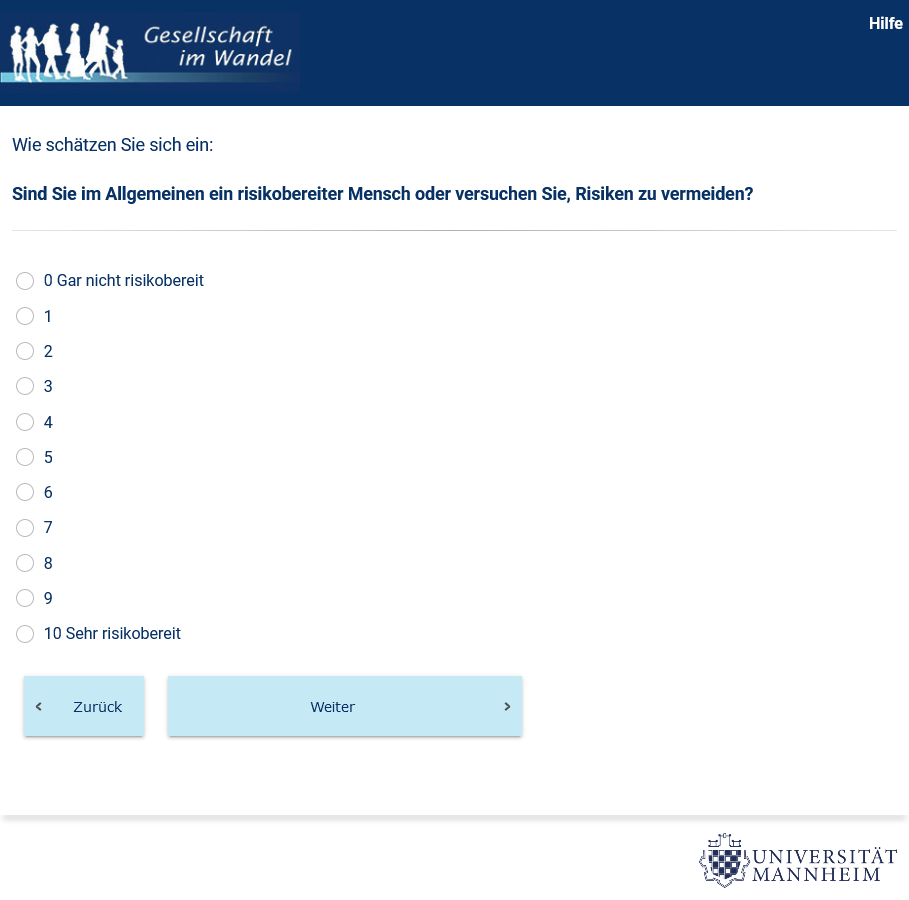 Gesellschaft
im Wandel
Hilfe
Wie schätzen Sie sich ein:
Sind Sie im Allgemeinen ein risikobereiter Mensch oder versuchen Sie, Risiken zu vermeiden?
0 Gar nicht risikobereit
1
2
3
4
5
6
7
8
9
10 Sehr risikobereit
Zurück
Weiter
UNIVERSITÄT
MANNHEIM